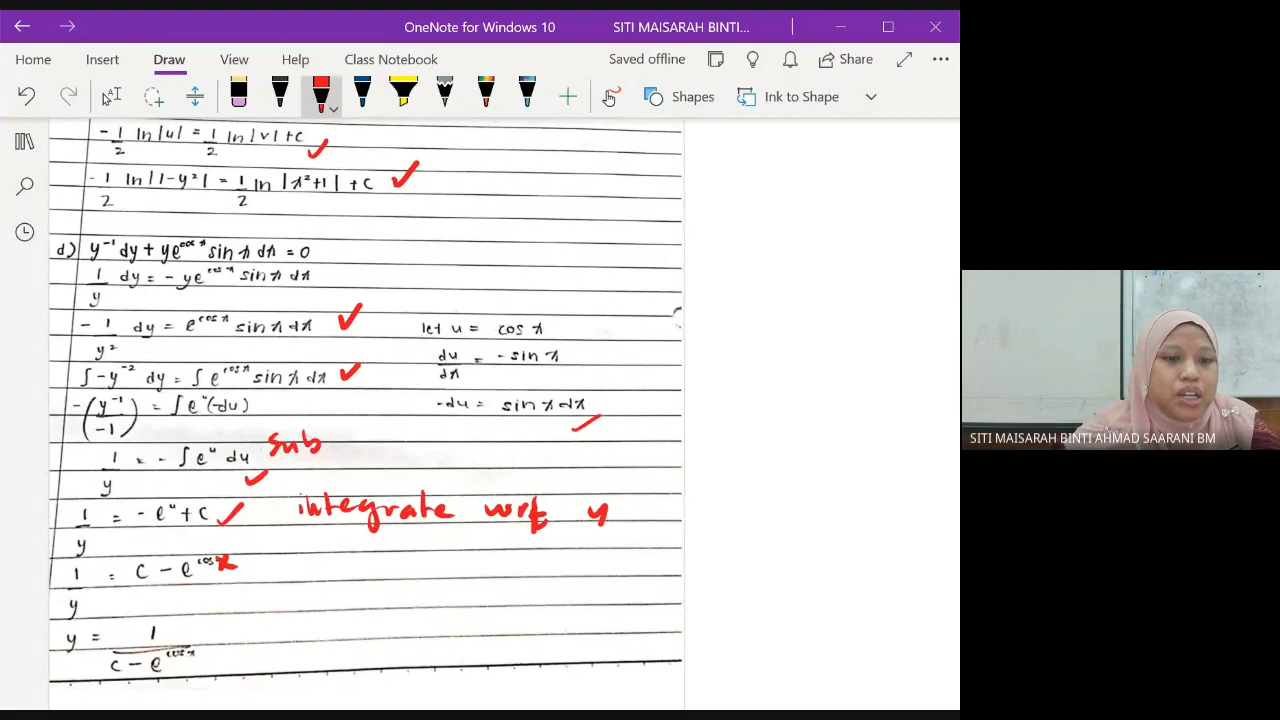 OneNote for Windows 10 SITI MAISARAH BINTI...
Home Insert Draw View Help Class Notebook Saved offline Share
Shapes Ink to Shape
-1/2 ln|u| = 1/2 ln|v| + c
-1/2 ln|1-y²| = 1/2 ln|x²+1| + c
d) y⁻¹ dy + ye^cos x sin x dx = 0
1/y dy = - ye^cos x sin x dx
-1/y² dy = e^cos x sin x dx let u = cos x
du/dx = - sin x
∫ -y⁻² dy = ∫ e^cos x sin x dx
-(y⁻¹/-1) = ∫ e^u (-du) -du = sin x dx
1/y = - ∫ e^u du sub
1/y = - e^u + c integrate wrt u
1/y = c - e^cos x
y = 1/(c - e^cos x)
SITI MAISARAH BINTI AHMAD SAARANI BM